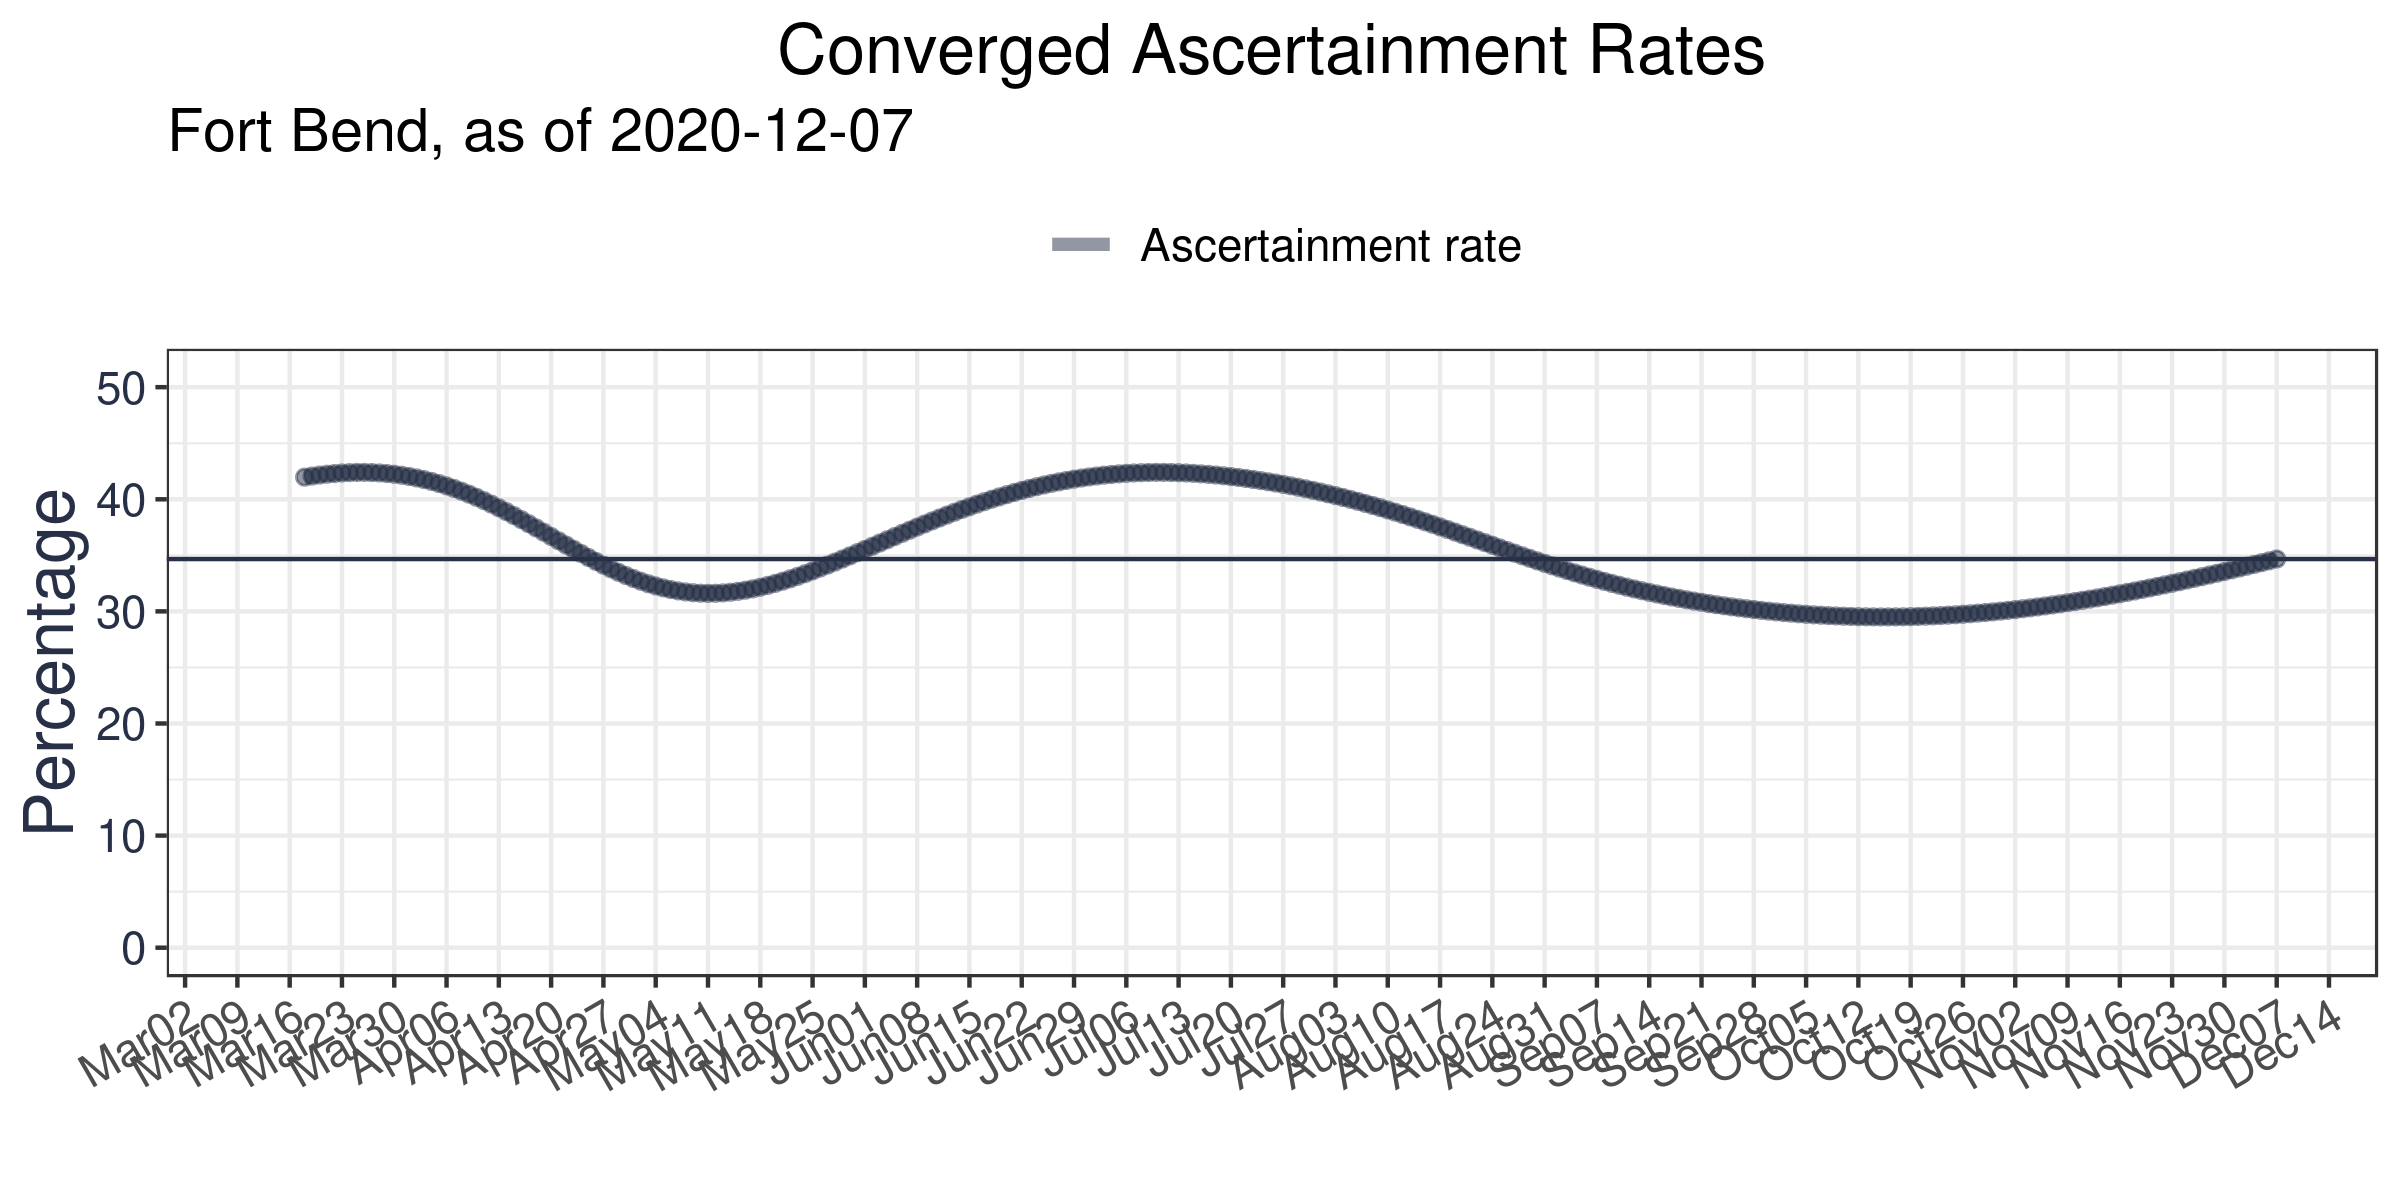 Converged Ascertainment Rates
Fort Bend, as of 2020-12-07
Ascertainment rate
Percentage
50
40
30
20
10
0
Mar02
Mar09
Mar16
Mar23
Mar30
Apr06
Apr13
Apr20
Apr27
May04
May11
May18
May25
Jun01
Jun08
Jun15
Jun22
Jun29
Jul06
Jul13
Jul20
Jul27
Aug03
Aug10
Aug17
Aug24
Aug31
Sep07
Sep14
Sep21
Sep28
Oct05
Oct12
Oct19
Oct26
Nov02
Nov09
Nov16
Nov23
Nov30
Dec07
Dec14